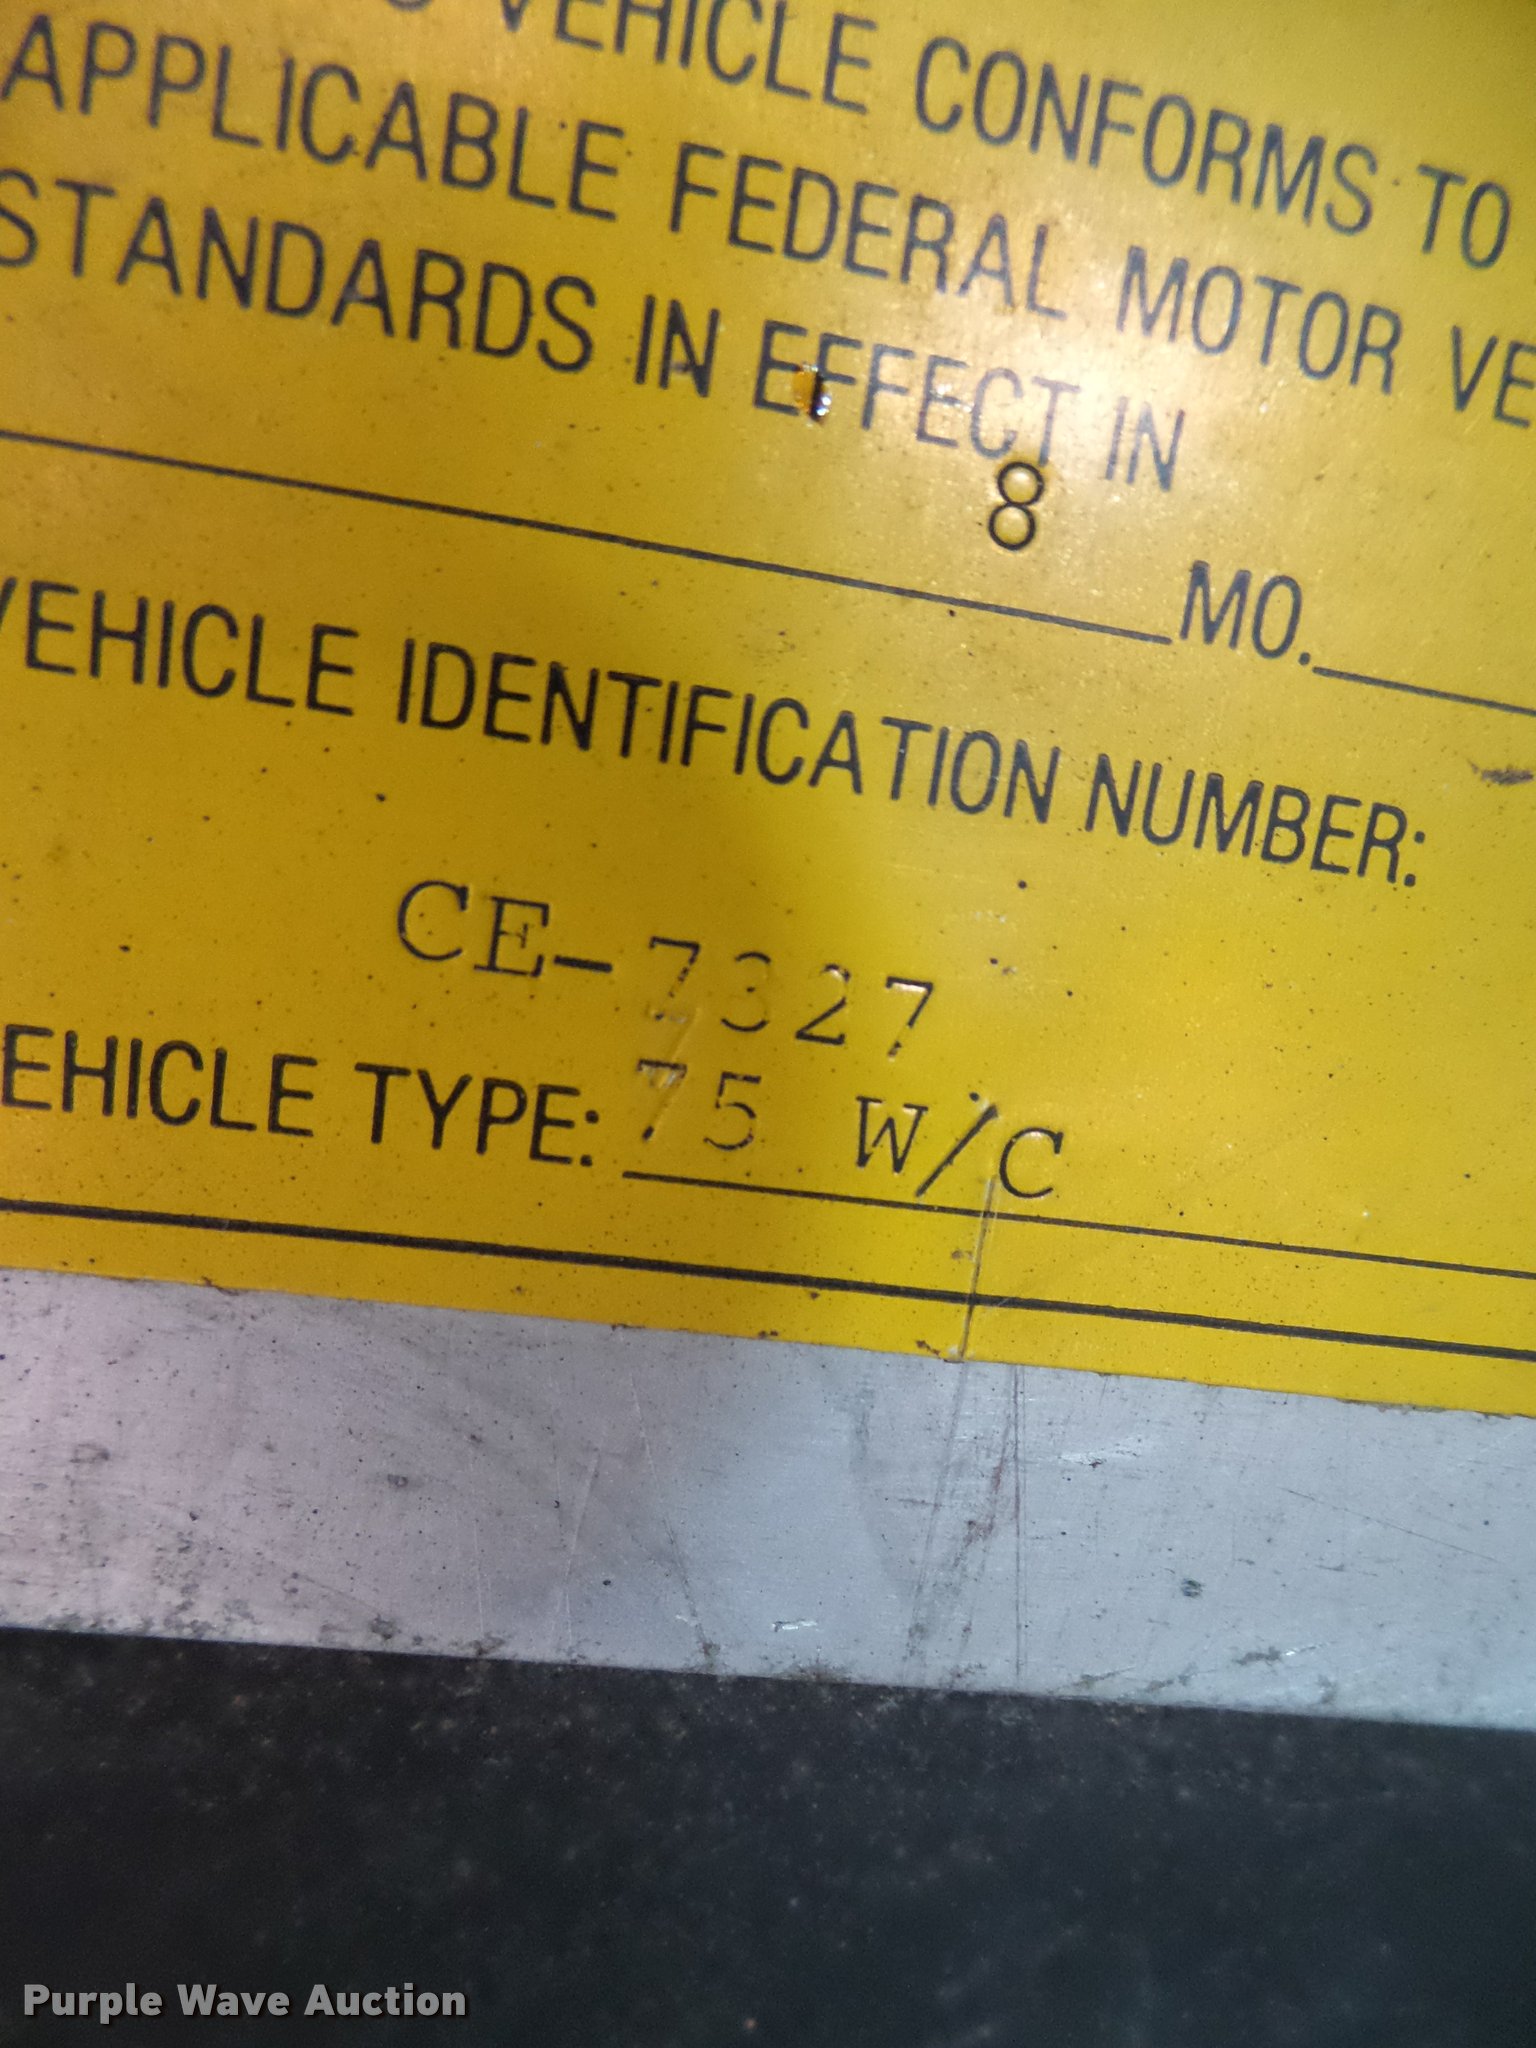 VEHICLE CONFORMS TO
APPLICABLE FEDERAL MOTOR VE
STANDARDS IN EFFECT IN
8
MO.
VEHICLE IDENTIFICATION NUMBER:
CE-7327
EHICLE TYPE: 75 W/C
Purple Wave Auction